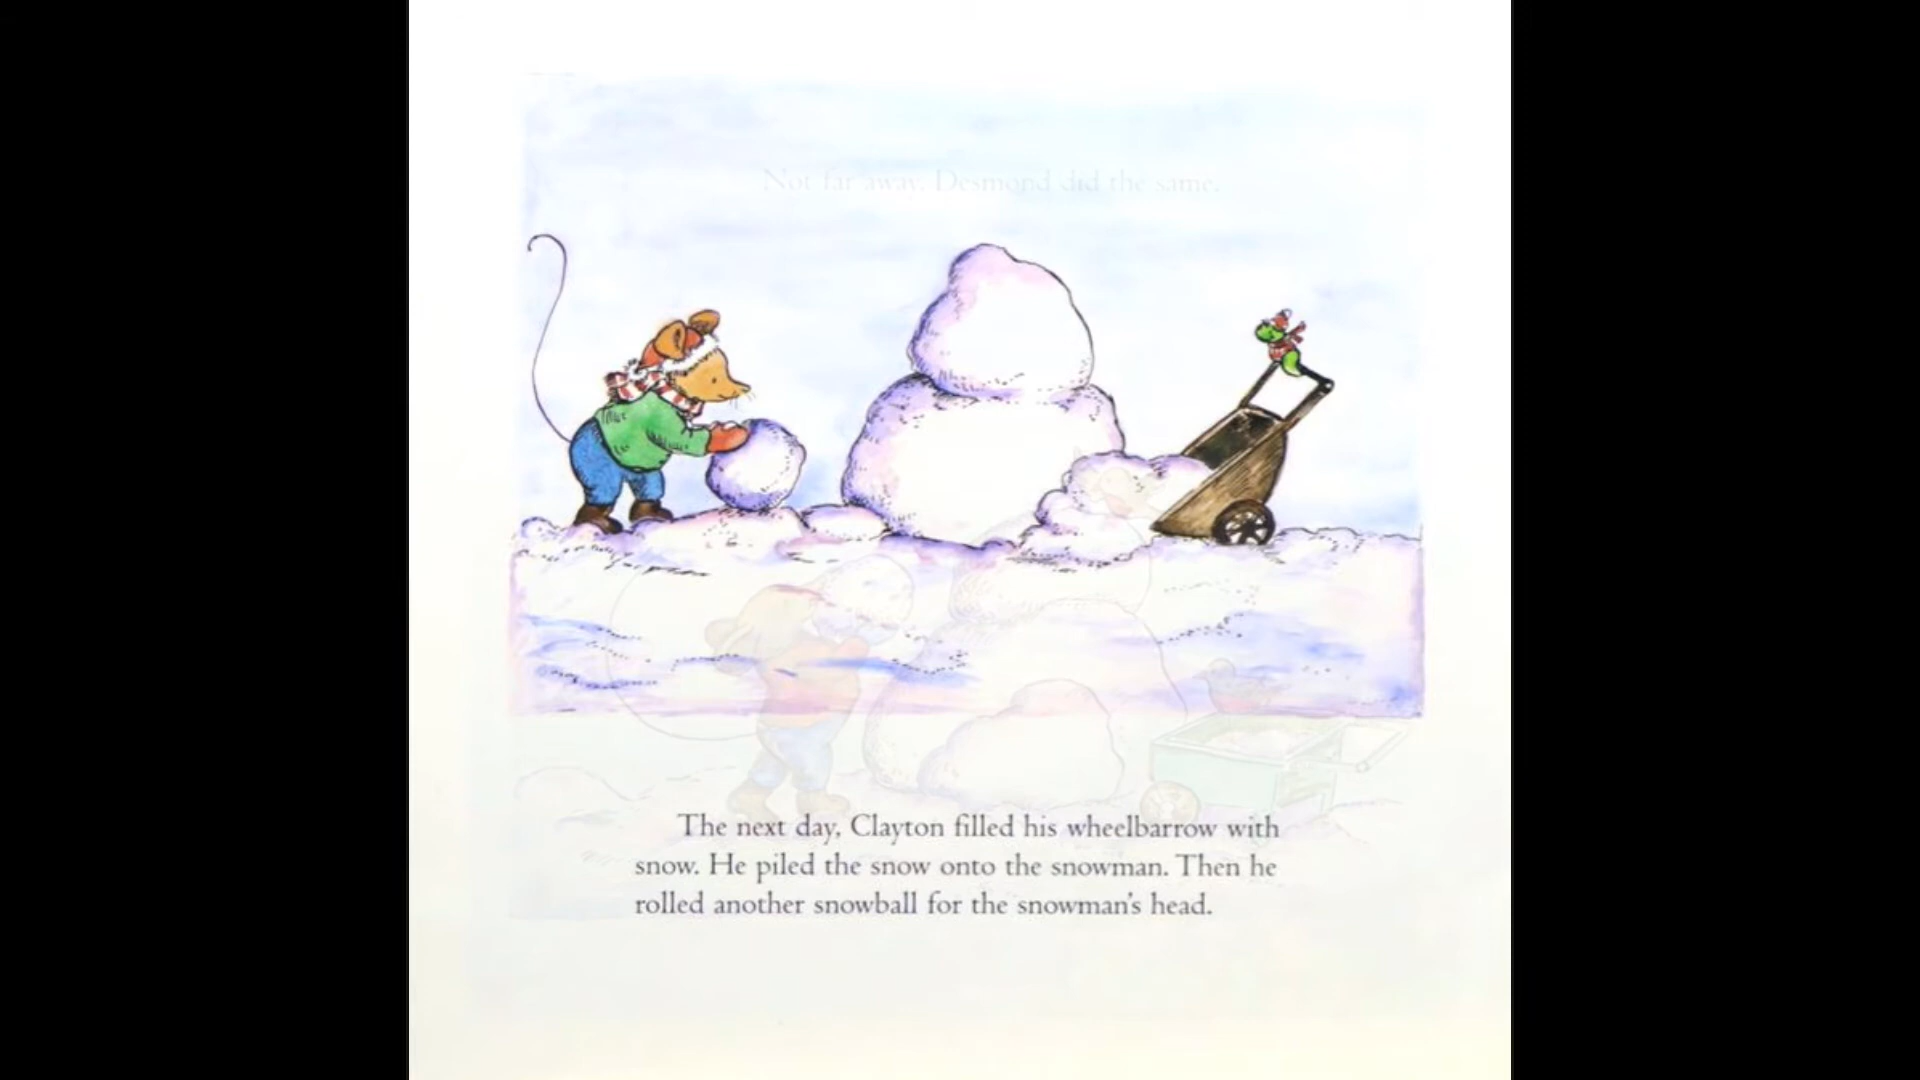 Not far away, Desmond did the same.
The next day, Clayton filled his wheelbarrow with
snow. He piled the snow onto the snowman. Then he
rolled another snowball for the snowman's head.